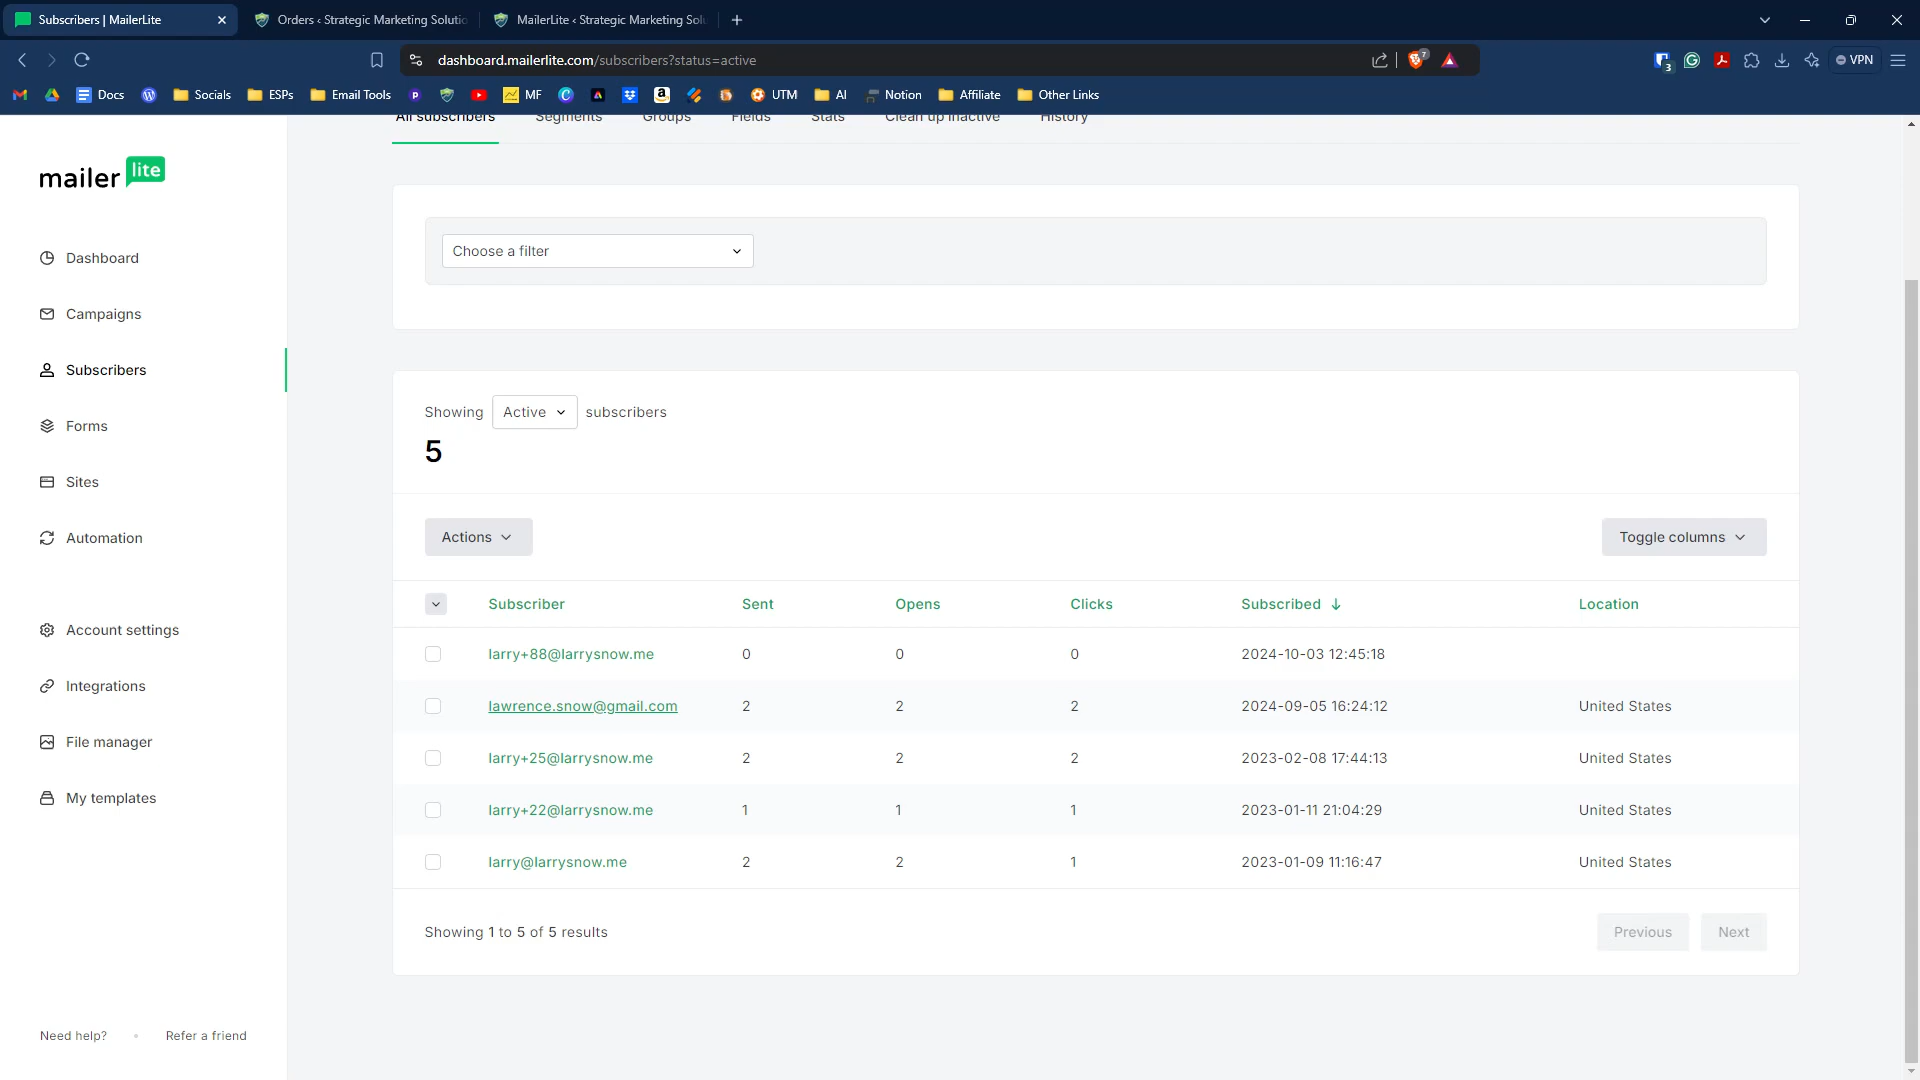 Subscribers | MailerLite
Orders ‹ Strategic Marketing Solutio
MailerLite ‹ Strategic Marketing Solu
dashboard.mailerlite.com/subscribers?status=active
7
3
VPN
Docs
Socials
ESPs
Email Tools
MF
UTM
AI
Notion
Affiliate
Other Links
mailer lite
Dashboard
Campaigns
Subscribers
Forms
Sites
Automation
Account settings
Integrations
File manager
My templates
Need help? • Refer a friend
All subscribers Segments Groups Fields Stats Clean up inactive History
Choose a filter
Showing Active subscribers
5
Actions
Toggle columns
Subscriber Sent Opens Clicks Subscribed ↓ Location
larry+88@larrysnow.me 0 0 0 2024-10-03 12:45:18
lawrence.snow@gmail.com 2 2 2 2024-09-05 16:24:12 United States
larry+25@larrysnow.me 2 2 2 2023-02-08 17:44:13 United States
larry+22@larrysnow.me 1 1 1 2023-01-11 21:04:29 United States
larry@larrysnow.me 2 2 1 2023-01-09 11:16:47 United States
Showing 1 to 5 of 5 results
Previous Next